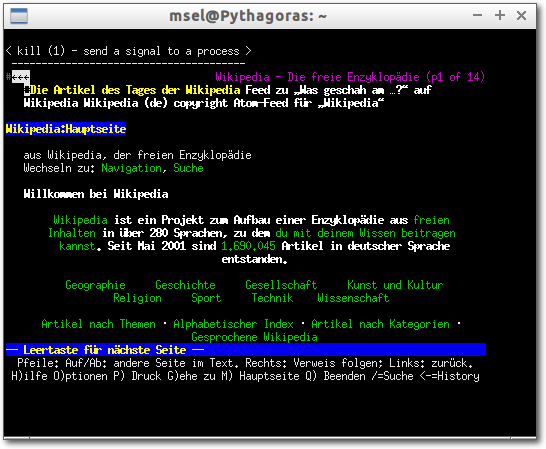 msel@Pythagoras: ~
< kill (1) - send a signal to a process >
---------------------------------------
#←←← Wikipedia - Die freie Enzyklopädie (p1 of 14)
#Die Artikel des Tages der Wikipedia Feed zu „Was geschah am …?“ auf
Wikipedia Wikipedia (de) copyright Atom-Feed für „Wikipedia“
Wikipedia:Hauptseite
aus Wikipedia, der freien Enzyklopädie
Wechseln zu: Navigation, Suche
Willkommen bei Wikipedia
Wikipedia ist ein Projekt zum Aufbau einer Enzyklopädie aus freien
Inhalten in über 280 Sprachen, zu dem du mit deinem Wissen beitragen
kannst. Seit Mai 2001 sind 1.690.045 Artikel in deutscher Sprache
entstanden.
Geographie Geschichte Gesellschaft Kunst und Kultur
Religion Sport Technik Wissenschaft
Artikel nach Themen · Alphabetischer Index · Artikel nach Kategorien ·
Gesprochene Wikipedia
-- Leertaste für nächste Seite --
Pfeile: Auf/Ab: andere Seite im Text. Rechts: Verweis folgen; Links: zurück.
H)ilfe O)ptionen P) Druck G)ehe zu M) Hauptseite Q) Beenden /=Suche <-=History